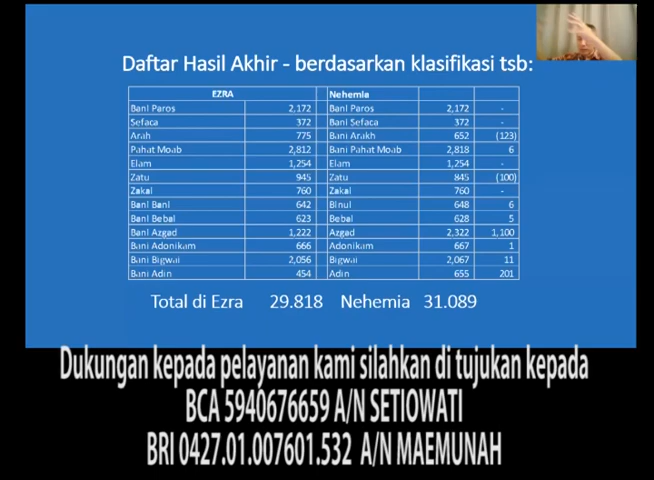 Daftar Hasil Akhir - berdasarkan klasifikasi tsb:
EZRA Nehemia
Bani Paros 2,172 Bani Paros 2,172 -
Sefaca 372 Bani Sefaca 372 -
Arah 775 Bani Arakh 652 (123)
Pahat Moab 2,812 Bani Pahat Moab 2,818 6
Elam 1,254 Elam 1,254 -
Zatu 945 Zatu 845 (100)
Zakai 760 Zakai 760 -
Bani Bani 642 Binui 648 6
Bani Bebai 623 Bebai 628 5
Bani Azgad 1,222 Azgad 2,322 1,100
Bani Adonikam 666 Adonikam 667 1
Bani Bigwai 2,056 Bigwai 2,067 11
Bani Adin 454 Adin 655 201
Total di Ezra 29.818 Nehemia 31.089
Dukungan kepada pelayanan kami silahkan di tujukan kepada
BCA 5940676659 A/N SETIOWATI
BRI 0427.01.007601.532 A/N MAEMUNAH